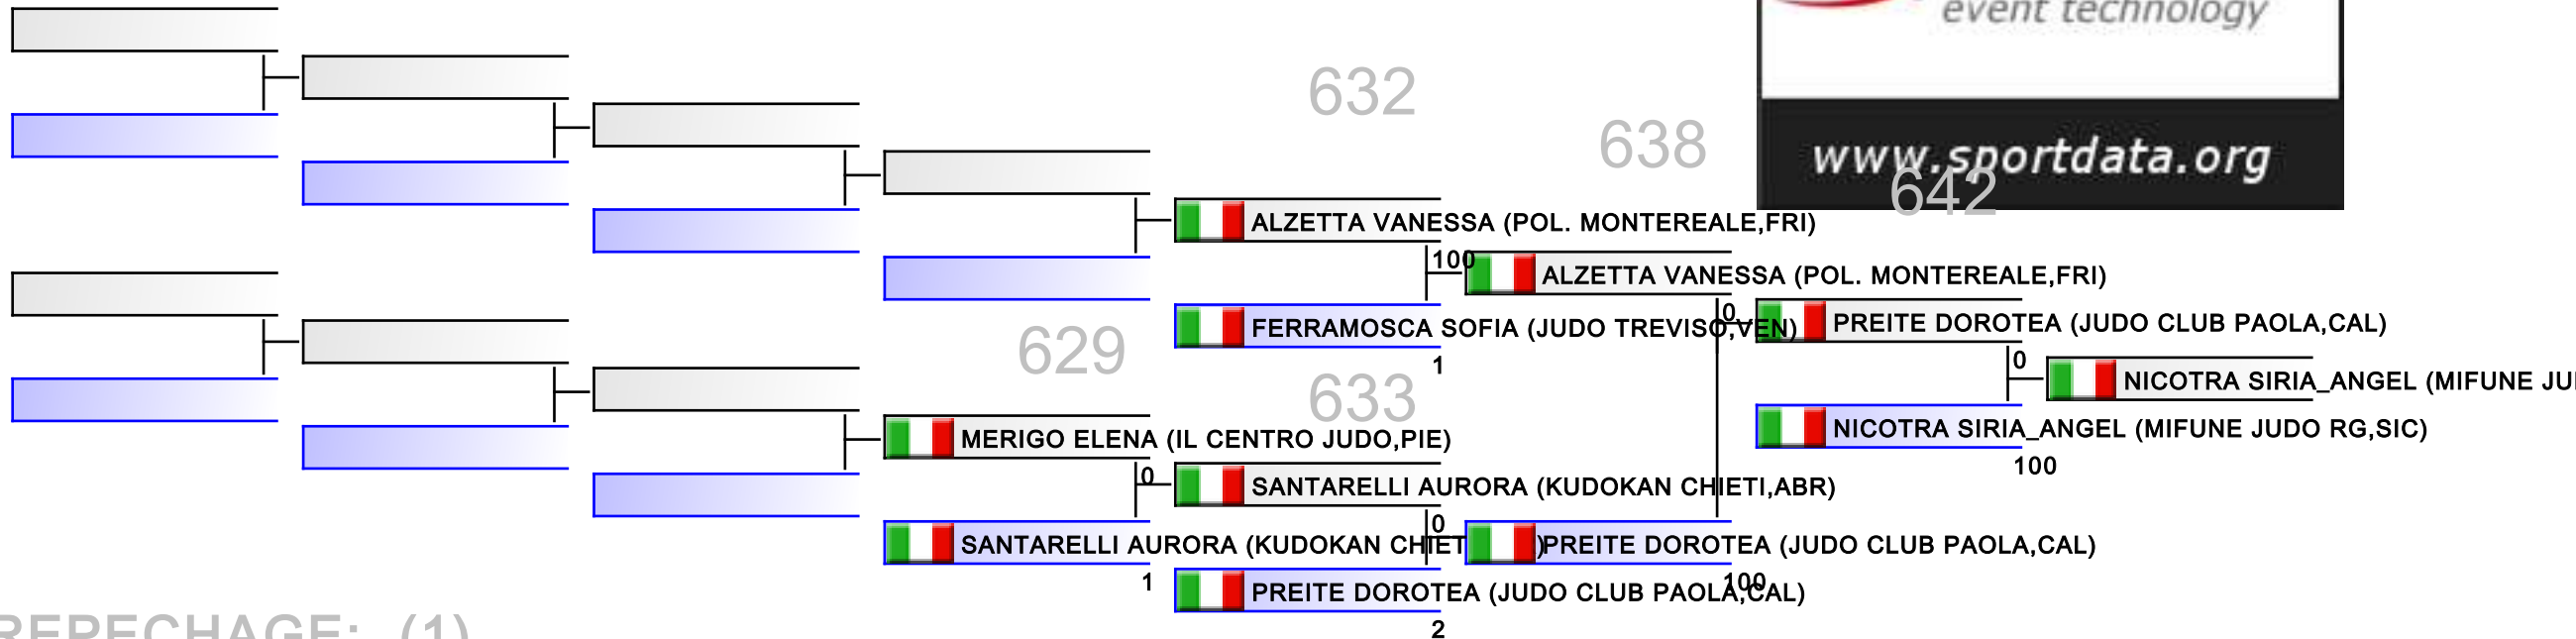 event technology
632
638
www.sportdata.org
642
ALZETTA VANESSA (POL. MONTEREALE,FRI)
100
ALZETTA VANESSA (POL. MONTEREALE,FRI)
0
PREITE DOROTEA (JUDO CLUB PAOLA,CAL)
FERRAMOSCA SOFIA (JUDO TREVISO,VEN)
1
629
0
NICOTRA SIRIA_ANGEL (MIFUNE
633
NICOTRA SIRIA_ANGEL (MIFUNE JUDO RG,SIC)
100
MERIGO ELENA (IL CENTRO JUDO,PIE)
0
SANTARELLI AURORA (KUDOKAN CHIETI,ABR)
0
SANTARELLI AURORA (KUDOKAN CHIET
)PREITE DOROTEA (JUDO CLUB PAOLA,CAL)
1
100
PREITE DOROTEA (JUDO CLUB PAOLA,CAL)
2
REPECHAGE: (1)